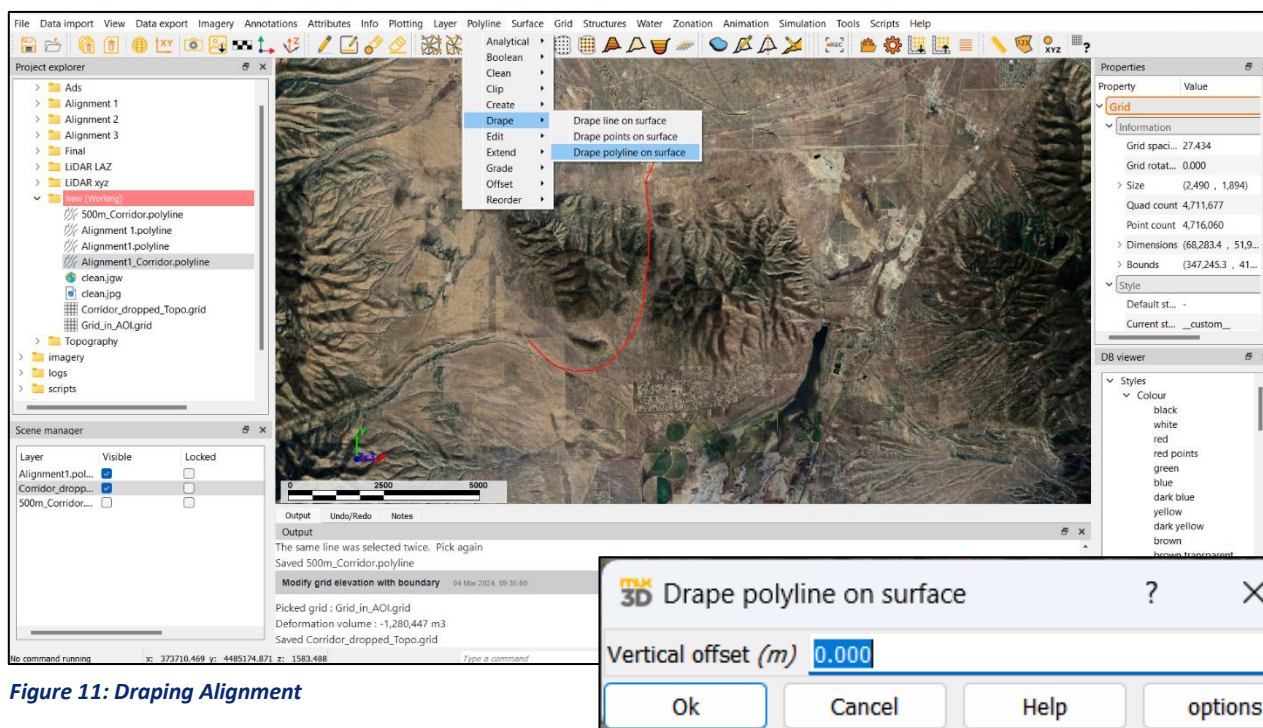 File Data import View Data export Imagery Annotations Attributes Info Plotting Layer Polyline Surface Grid Structures Water Zonation Animation Simulation Tools Scripts Help
Project explorer
Ads
Alignment 1
Alignment 2
Alignment 3
Final
LiDAR LAZ
LiDAR xyz
New (Working)
500m_Corridor.polyline
Alignment 1.polyline
Alignment1.polyline
Alignment1_Corridor.polyline
clean.jgw
clean.jpg
Corridor_dropped_Topo.grid
Grid_in_AOI.grid
Topography
imagery
logs
scripts
Analytical
Boolean
Clean
Clip
Create
Drape
Edit
Extend
Grade
Offset
Reorder
Drape line on surface
Drape points on surface
Drape polyline on surface
Properties
Property Value
Grid
Information
Grid spaci... 27.434
Grid rotat... 0.000
Size (2,490 , 1,894)
Quad count 4,711,677
Point count 4,716,060
Dimensions (68,283.4 , 51,9...
Bounds (347,245.3 , 41...
Style
Default st... -
Current st... __custom__
DB viewer
Styles
Colour
black
white
red
red points
green
blue
dark blue
yellow
dark yellow
brown
brown transparent
Scene manager
Layer Visible Locked
Alignment1.pol...
Corridor_dropp...
500m_Corridor....
0 2500 5000
Output Undo/Redo Notes
Output
The same line was selected twice. Pick again
Saved 500m_Corridor.polyline
Modify grid elevation with boundary 04 Mar 2024, 09:35:00
Picked grid : Grid_in_AOI.grid
Deformation volume : -1,280,447 m3
Saved Corridor_dropped_Topo.grid
No command running x: 373710.469 y: 4485174.871 z: 1583.488 Type a command
muk 3D Drape polyline on surface ?
Vertical offset (m) 0.000
Ok Cancel Help options
Figure 11: Draping Alignment